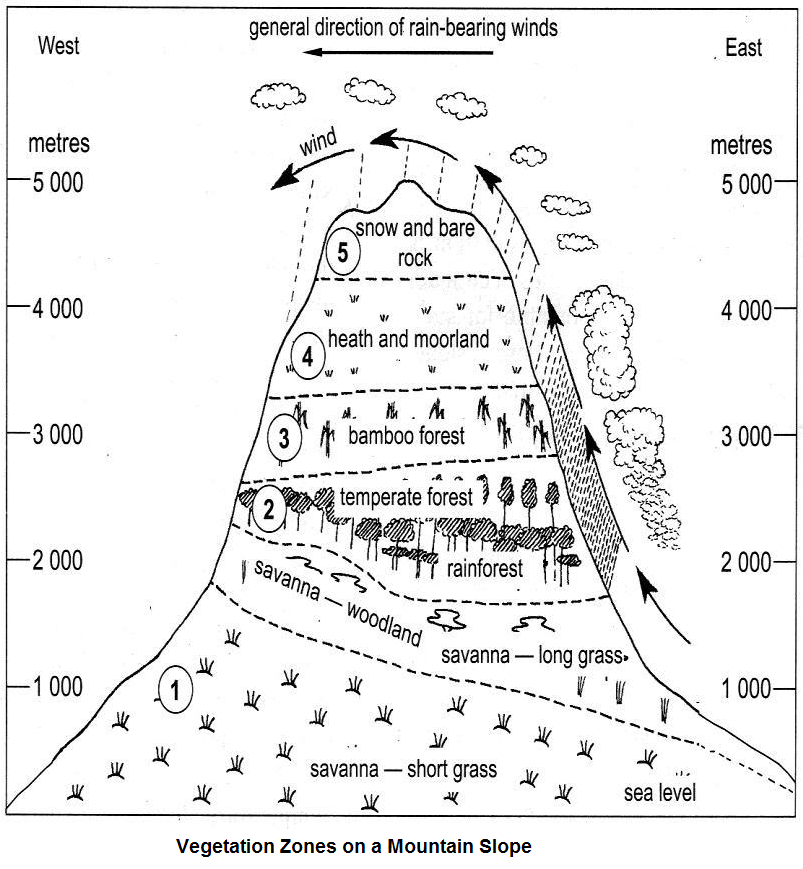 general direction of rain-bearing winds
West
East
wind
metres
metres
5 000
5 000
snow and bare
rock
5
4 000
4 000
heath and moorland
4
3 000
3 000
3
bamboo forest
2
temperate forest
2 000
2 000
rainforest
savanna — woodland
savanna — long grass
1 000
1 000
1
savanna — short grass
sea level
Vegetation Zones on a Mountain Slope